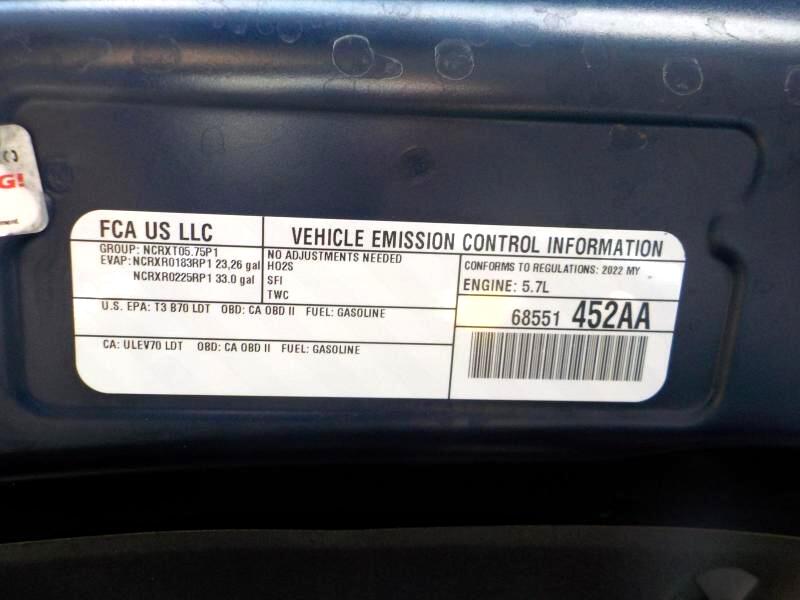 G!
FCA US LLC
GROUP: NCRXT05.75P1
EVAP: NCRXR0183RP1 23,26 gal
NCRXR0225RP1 33.0 gal
VEHICLE EMISSION CONTROL INFORMATION
NO ADJUSTMENTS NEEDED
HO2S
SFI
TWC
CONFORMS TO REGULATIONS: 2022 MY
ENGINE: 5.7L
U.S. EPA: T3 B70 LDT OBD: CA OBD II FUEL: GASOLINE
68551 452AA
CA: ULEV70 LDT OBD: CA OBD II FUEL: GASOLINE